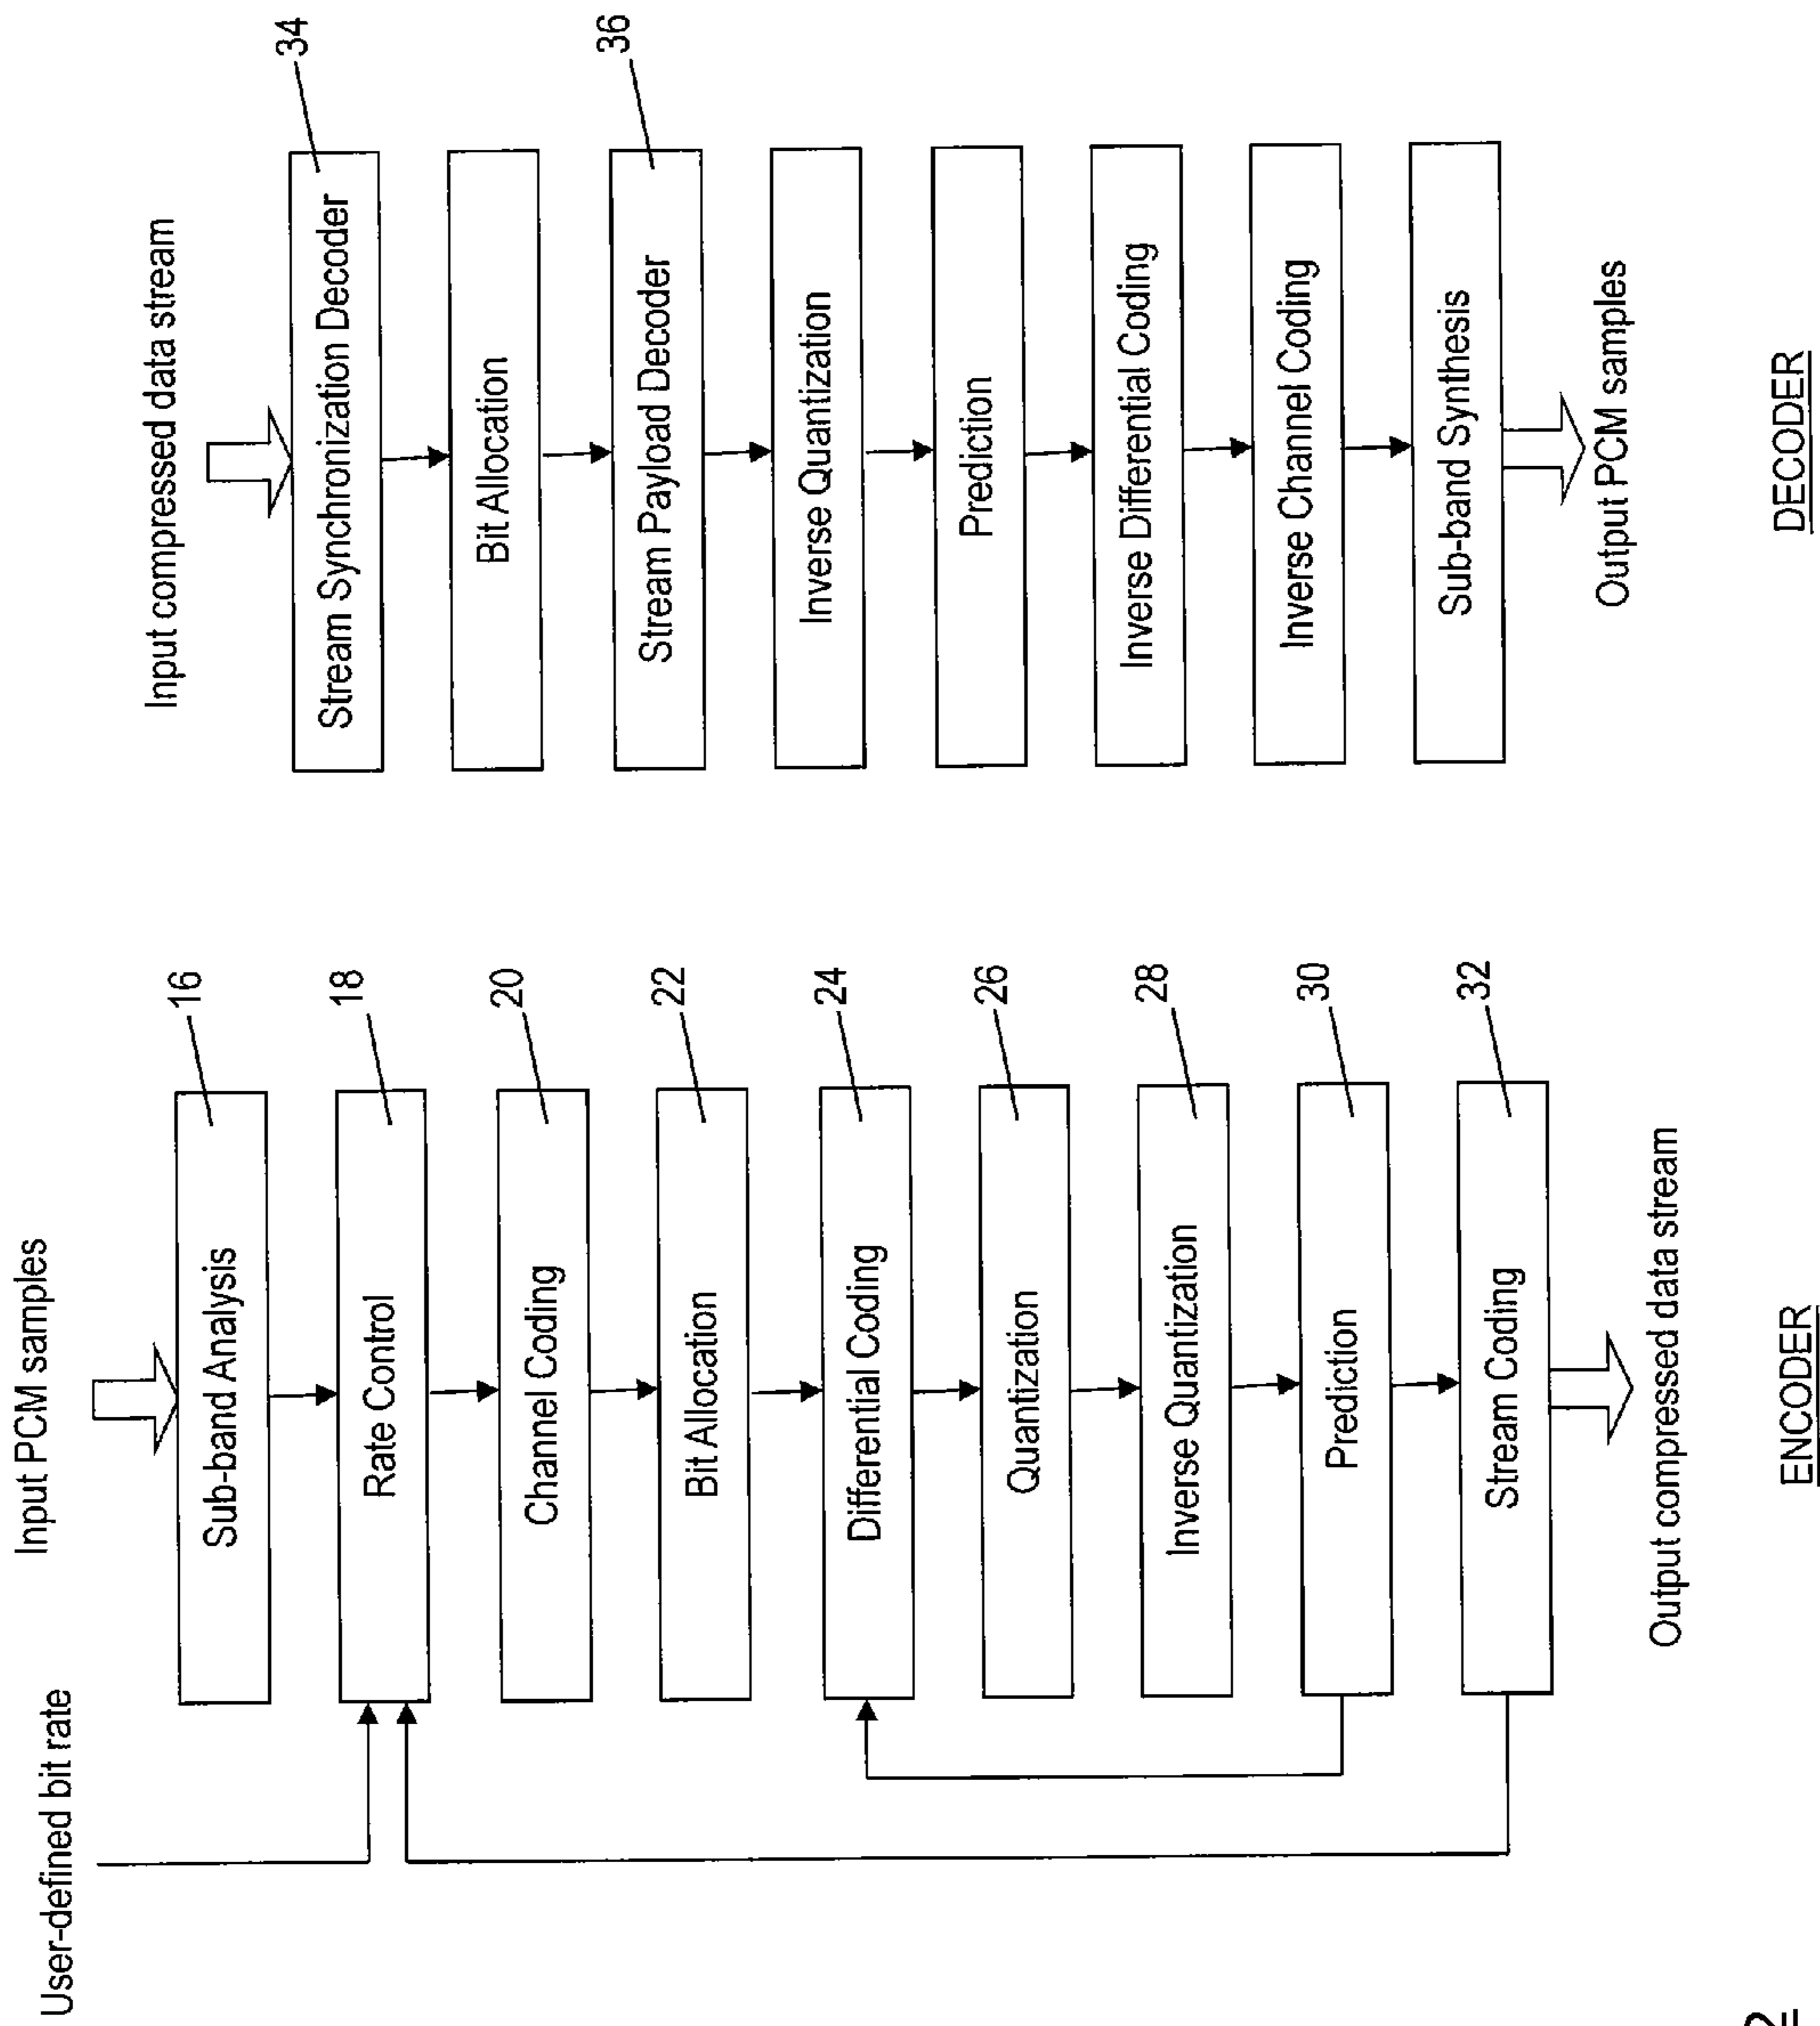 User-defined bit rate
Input PCM samples
Sub-band Analysis
16
Rate Control
18
Channel Coding
20
Bit Allocation
22
Differential Coding
24
Quantization
26
Inverse Quantization
28
Prediction
30
Stream Coding
32
Output compressed data stream
ENCODER
Input compressed data stream
Stream Synchronization Decoder
34
Bit Allocation
Stream Payload Decoder
36
Inverse Quantization
Prediction
Inverse Differential Coding
Inverse Channel Coding
Sub-band Synthesis
Output PCM samples
DECODER